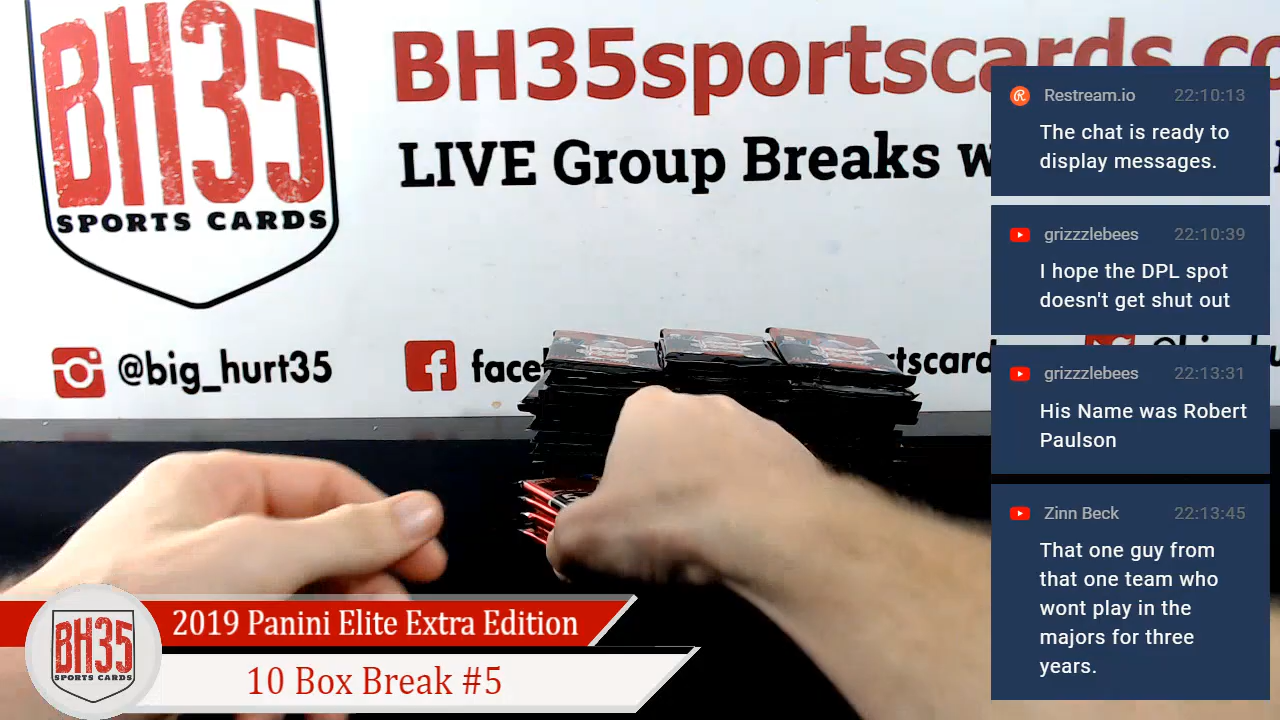 BH35
SPORTS CARDS
BH35sportscards.co
LIVE Group Breaks w
@big_hurt35
Restream.io 22:10:13
The chat is ready to
display messages.
grizzzlebees 22:10:39
I hope the DPL spot
doesn't get shut out
grizzzlebees 22:13:31
His Name was Robert
Paulson
Zinn Beck 22:13:45
That one guy from
that one team who
wont play in the
majors for three
years.
BH35
SPORTS CARDS
2019 Panini Elite Extra Edition
10 Box Break #5